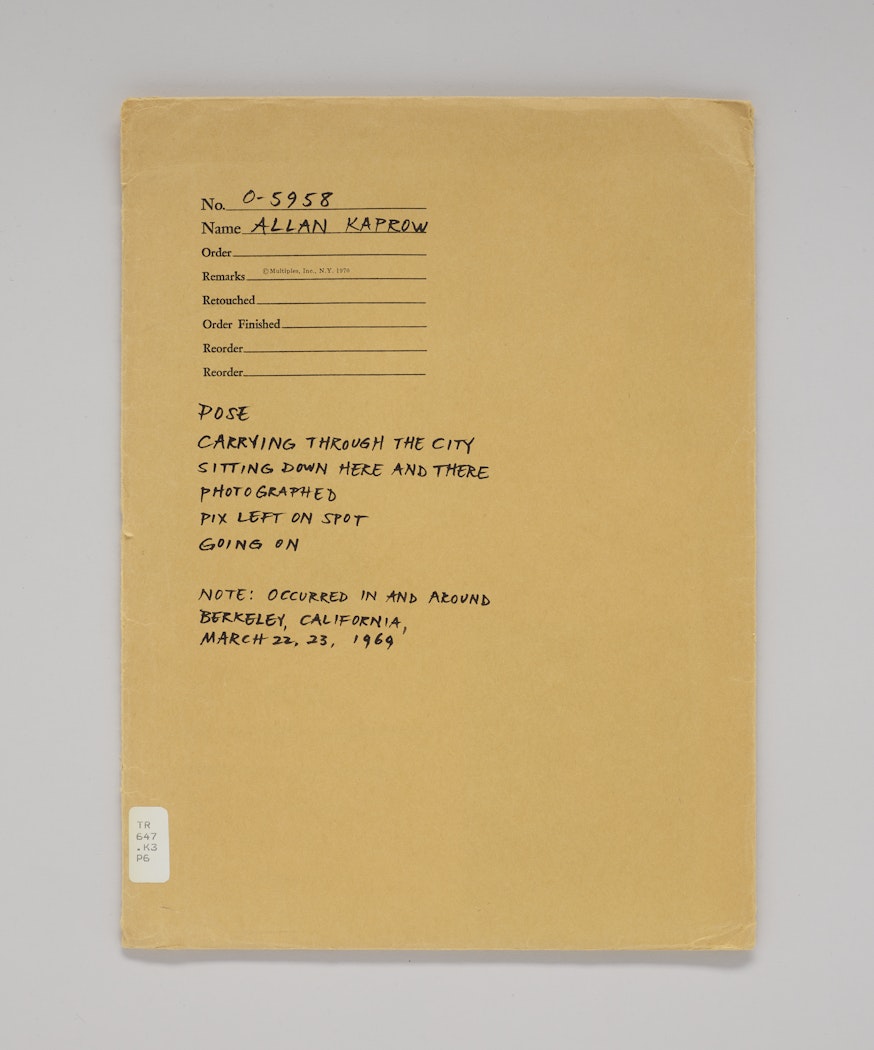 No. 0-5958
Name ALLAN KAPROW
Order
Remarks ©Multiples, Inc., N.Y. 1970
Retouched
Order Finished
Reorder
Reorder
POSE
CARRYING THROUGH THE CITY
SITTING DOWN HERE AND THERE
PHOTOGRAPHED
PIX LEFT ON SPOT
GOING ON
NOTE: OCCURRED IN AND AROUND
BERKELEY, CALIFORNIA,
MARCH 22, 23, 1969
TR
647
.K3
P6